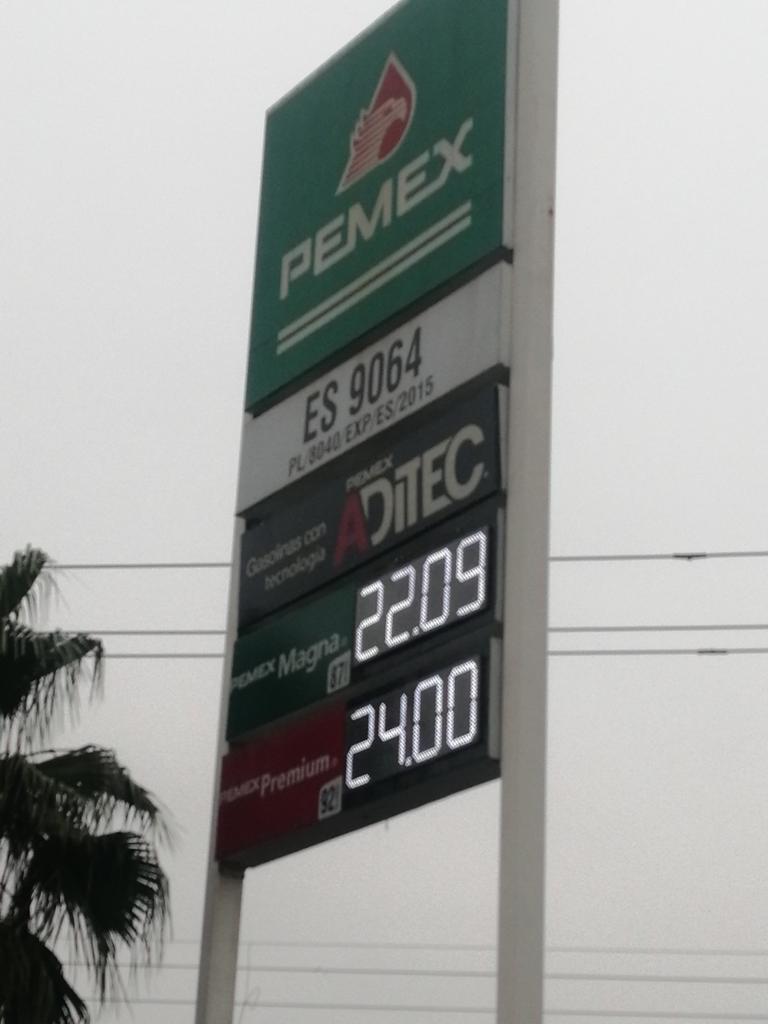 PEMEX
ES 9064
PL/8040/EXP/ES/2015
PEMEX
ADITEC
Gasolinas con
tecnología
22.09
PEMEX Magna
87
24.00
PEMEX Premium
92